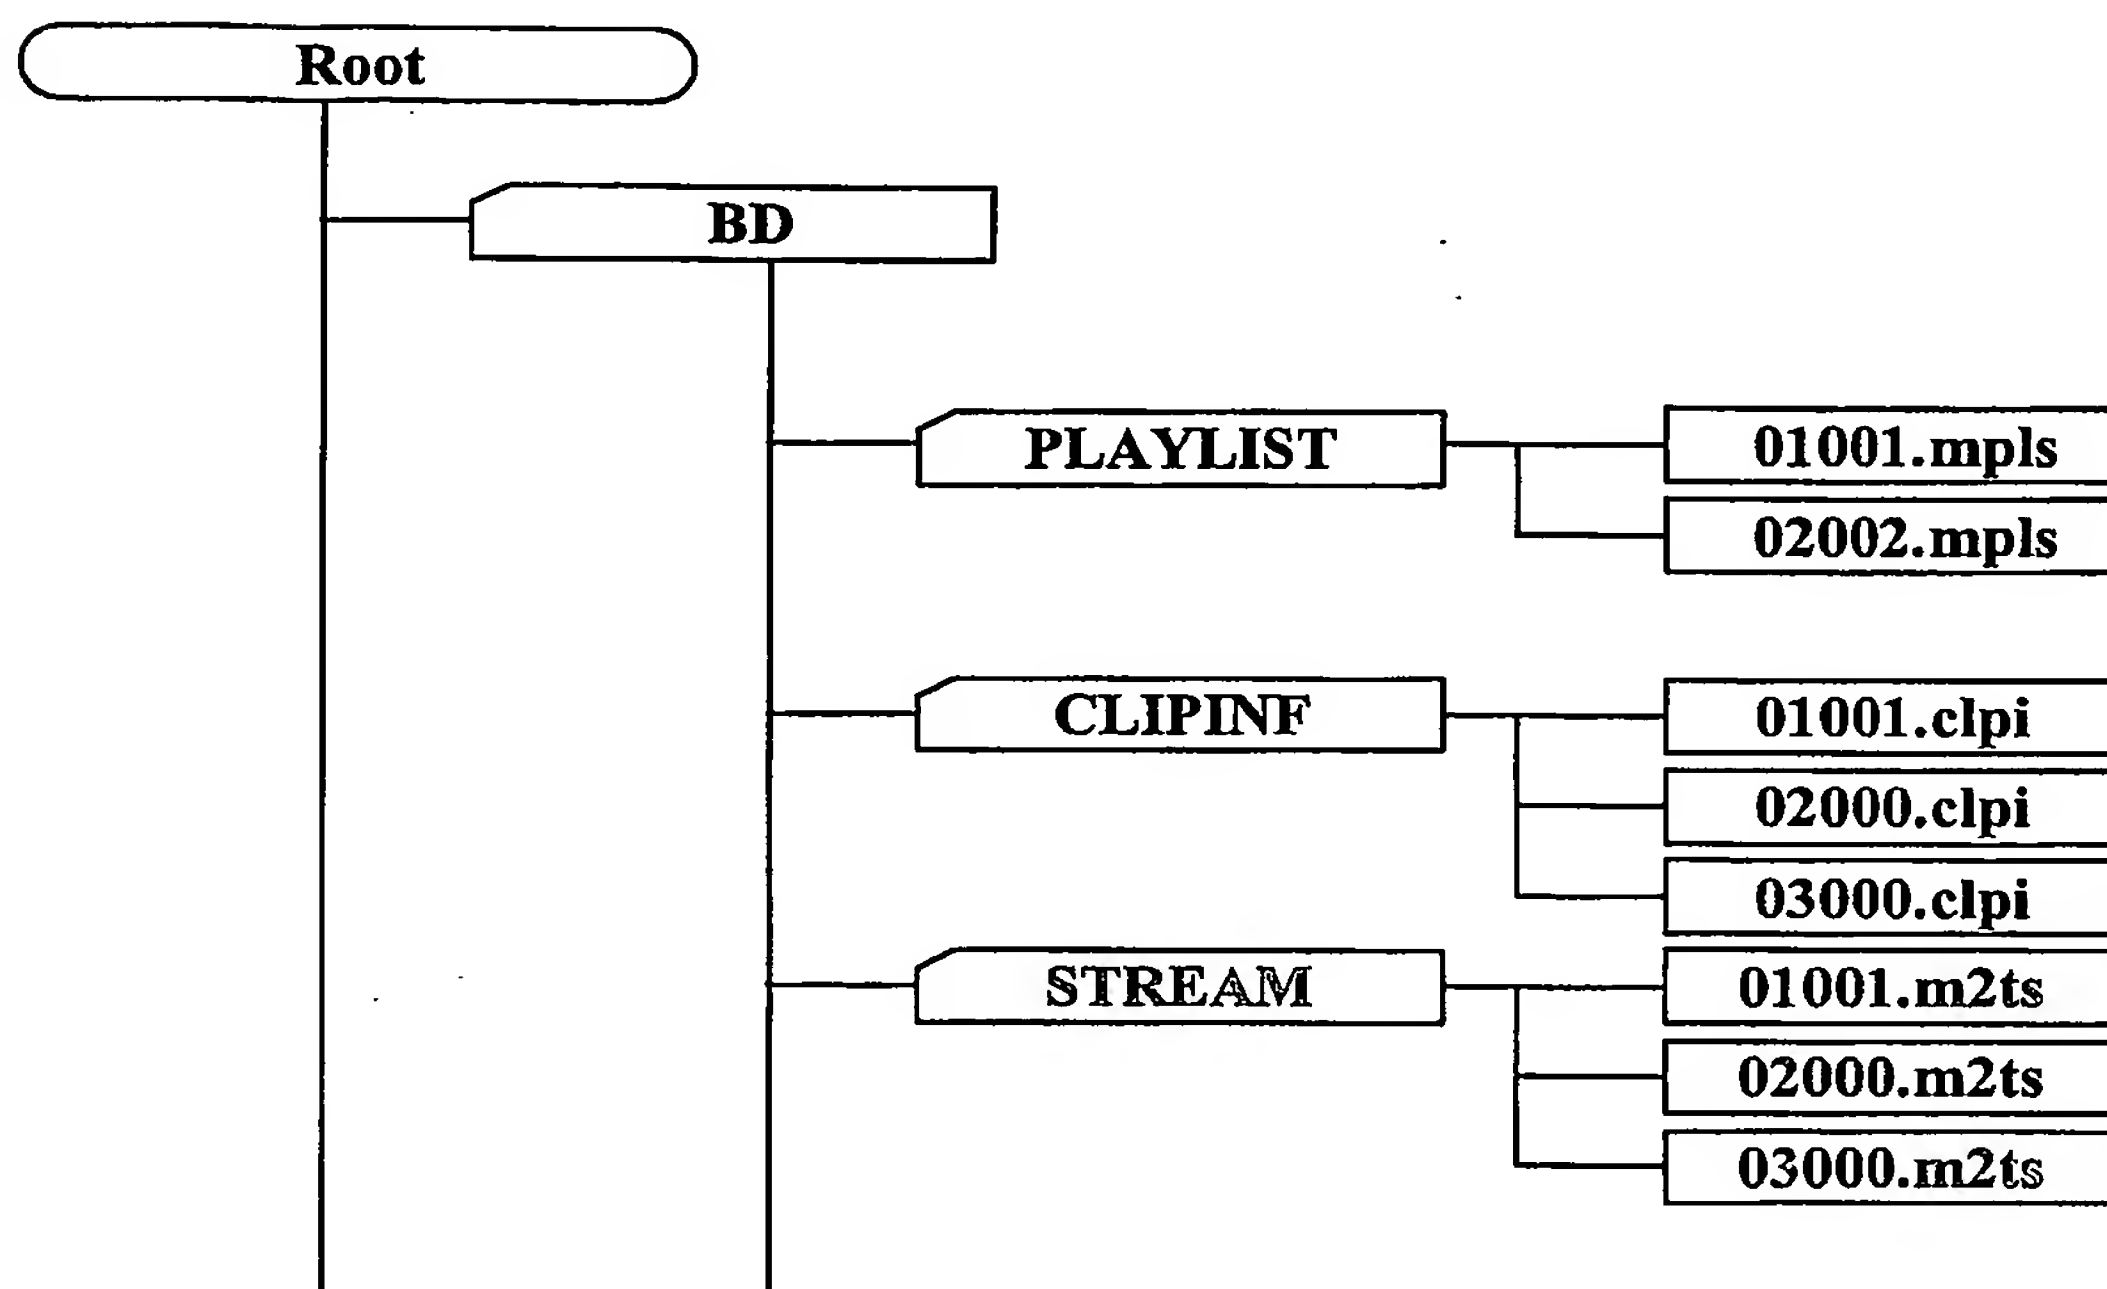 Root
BD
PLAYLIST
01001.mpls
02002.mpls
CLIPINF
01001.clpi
02000.clpi
03000.clpi
STREAM
01001.m2ts
02000.m2ts
03000.m2ts